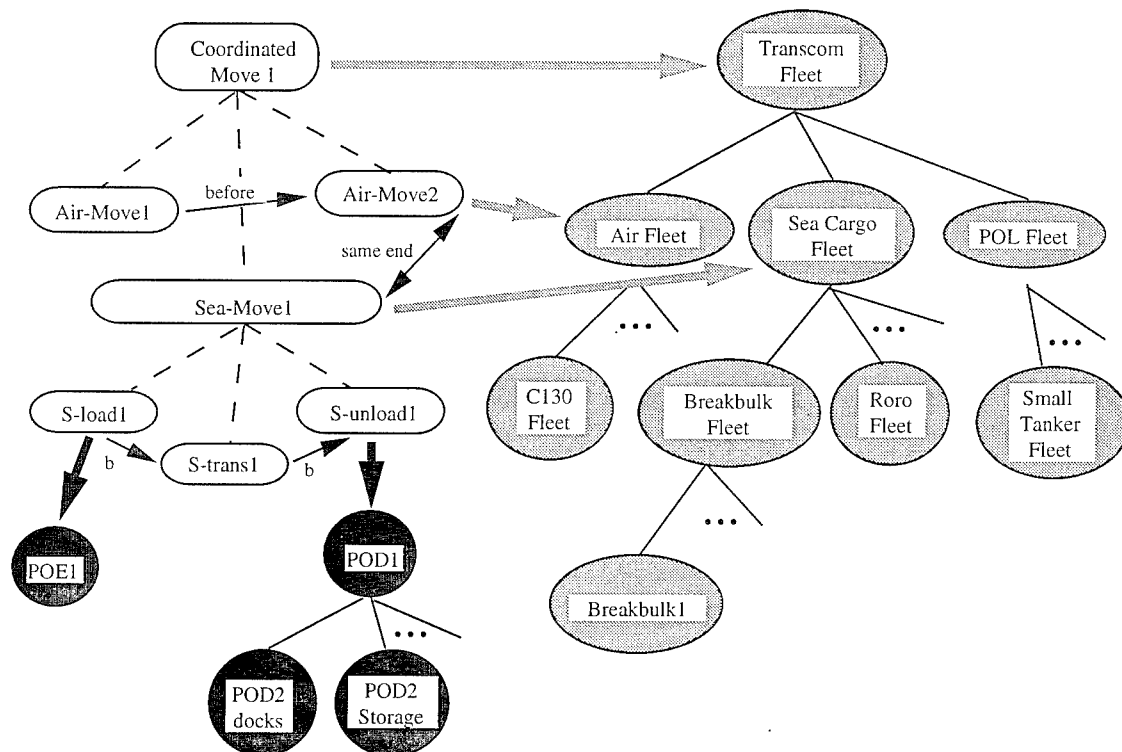 Coordinated
Move 1
Transcom
Fleet
before
Air-Move1
Air-Move2
same end
Air Fleet
Sea Cargo
Fleet
POL Fleet
Sea-Move1
•••
•••
•••
S-load1
S-unload1
b
S-trans1
b
C130
Fleet
Breakbulk
Fleet
Roro
Fleet
Small
Tanker
Fleet
•••
POE1
POD1
Breakbulk1
•••
POD2
docks
POD2
Storage